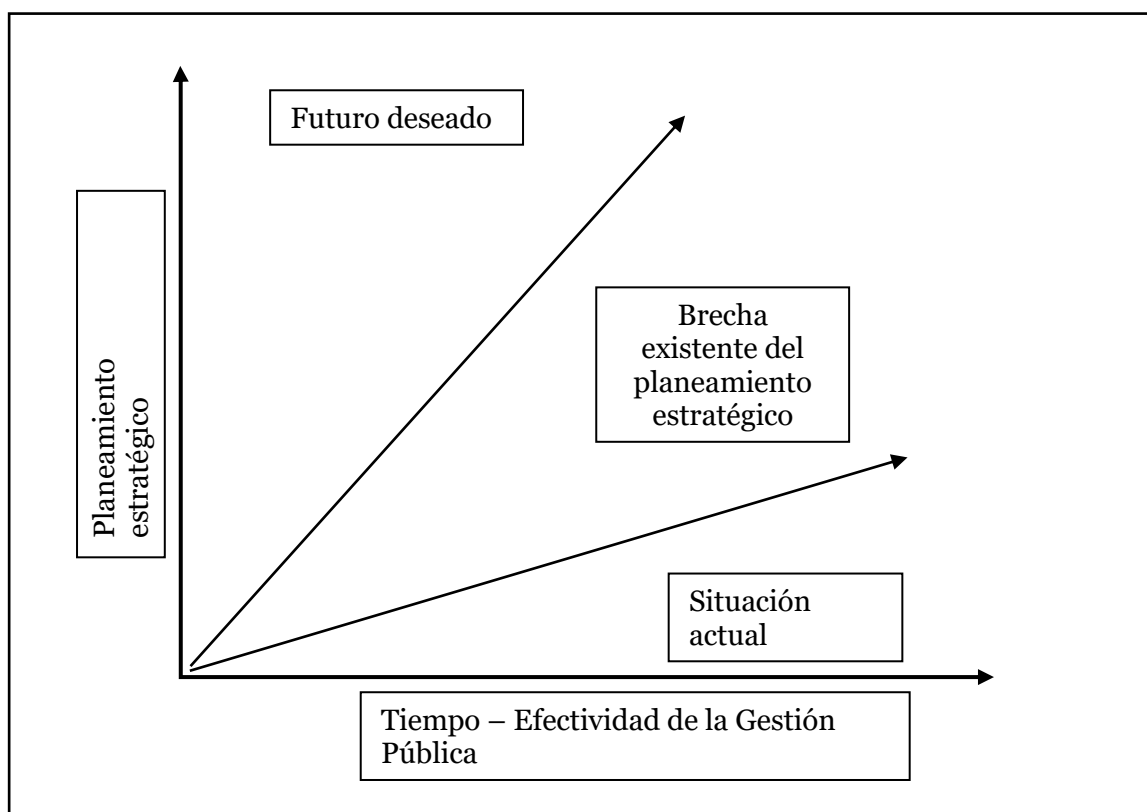 Futuro deseado
Brecha
existente del
planeamiento
estratégico
Planeamiento
estratégico
Situación
actual
Tiempo – Efectividad de la Gestión
Pública